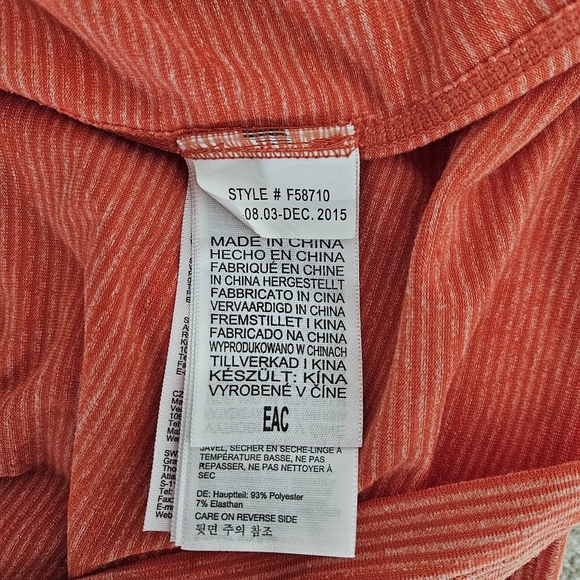 STYLE # F58710
08.03-DEC. 2015
MADE IN CHINA
HECHO EN CHINA
FABRIQUÉ EN CHINE
IN CHINA HERGESTELLT
FABBRICATO IN CINA
VERVAARDIGD IN CHINA
FREMSTILLET I KINA
FABRICADO NA CHINA
WYPRODUKOWANO W CHINACH
TILLVERKAD I KINA
KÉSZÜLT: KÍNA
VYROBENÉ V ČÍNE
EAC
JAVEL, SÉCHER EN SÈCHE-LINGE À
TEMPÉRATURE BASSE, NE PAS
REPASSER, NE PAS NETTOYER À
SEC
DE: Hauptteil: 93% Polyester
7% Elasthan
CARE ON REVERSE SIDE
뒷면 주의 참조